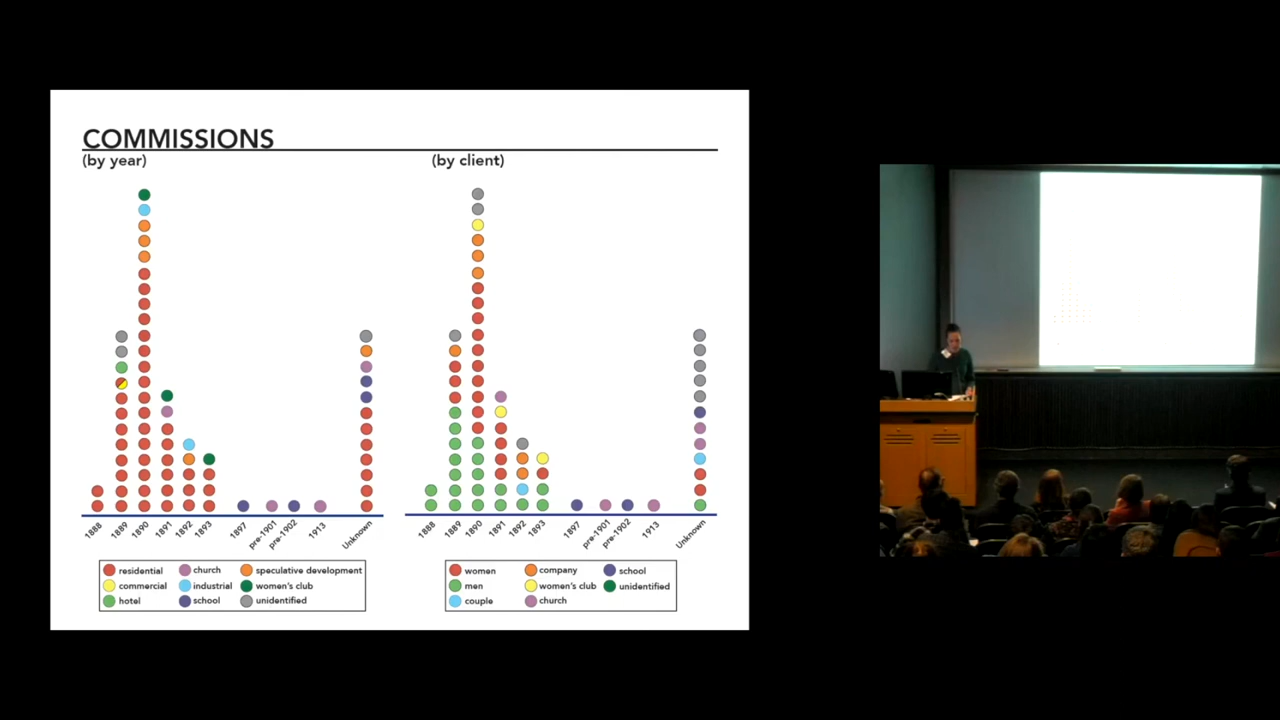 COMMISSIONS
(by year)
(by client)
1888
1889
1890
1891
1892
1893
1897
pre-1901
pre-1902
1913
Unknown
1888
1889
1890
1891
1892
1893
1897
pre-1901
pre-1902
1913
Unknown
residential
church
speculative development
commercial
industrial
women's club
hotel
school
unidentified
women
company
school
men
women's club
unidentified
couple
church